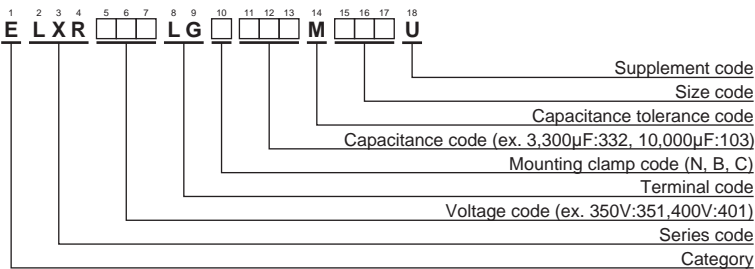 1 2 3 4 5 6 7 8 9 10 11 12 13 14 15 16 17 18
E L X R □□□ L G □ □□□ M □□□ U
Supplement code
Size code
Capacitance tolerance code
Capacitance code (ex. 3,300µF:332, 10,000µF:103)
Mounting clamp code (N, B, C)
Terminal code
Voltage code (ex. 350V:351,400V:401)
Series code
Category